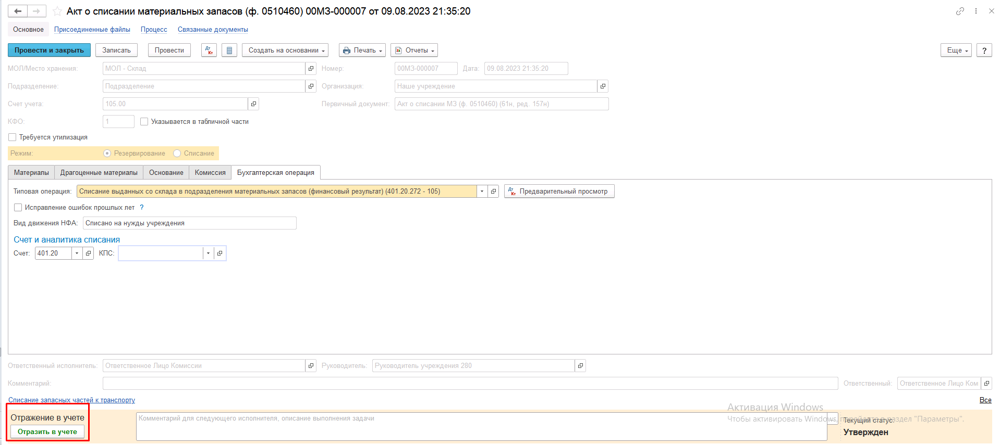 Акт о списании материальных запасов (ф. 0510460) 00МЗ-000007 от 09.08.2023 21:35:20
Основное Присоединенные файлы Процесс Связанные документы
Провести и закрыть Записать Провести Дт Кт Создать на основании Печать Отчеты Еще ?
МОЛ/Место хранения: МОЛ - Склад Номер: 00МЗ-000007 Дата: 09.08.2023 21:35:20
Подразделение: Подразделение Организация: Наше учреждение
Счет учета: 105.00 Первичный документ: Акт о списании МЗ (ф. 0510460) (61н, ред. 157н)
КФО: 1 Указывается в табличной части
Требуется утилизация
Режим: Резервирование Списание
Материалы Драгоценные материалы Основание Комиссия Бухгалтерская операция
Типовая операция: Списание выданных со склада в подразделения материальных запасов (финансовый результат) (401.20.272 - 105) Дт Кт Предварительный просмотр
Исправление ошибок прошлых лет ?
Вид движения НФА: Списано на нужды учреждения
Счет и аналитика списания
Счет: 401.20 КПС:
Ответственный исполнитель: Ответственное Лицо Комиссии Руководитель: Руководитель учреждения 280
Комментарий: Ответственный: Ответственное Лицо Ком
Списание запасных частей к транспорту Все
Активация Windows
Чтобы активировать Windows, перейдите в раздел "Параметры".
Отражение в учете Комментарий для следующего исполнителя, описание выполнения задачи ... Текущий статус:
Отразить в учете Утвержден